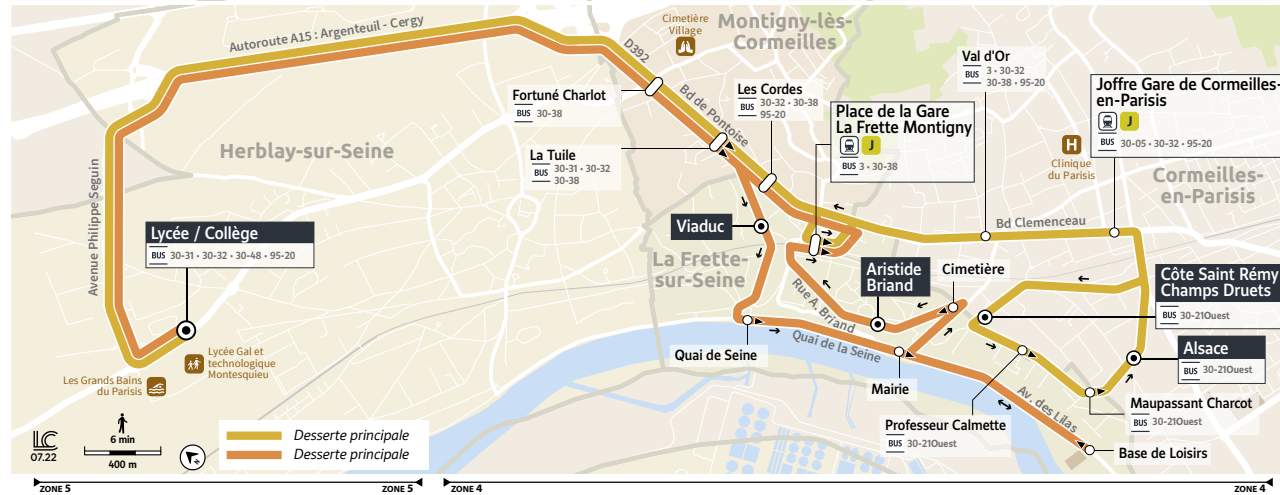 Autoroute A15 : Argenteuil - Cergy
D392
Cimetière
Village
Montigny-lès-
Cormeilles
Val d'Or
BUS 3 • 30-32
30-38 • 95-20
Joffre Gare de Cormeilles-
en-Parisis
J
BUS 30-05 • 30-32 • 95-20
Fortuné Charlot
BUS 30-38
Les Cordes
BUS 30-32 • 30-38
95-20
Bd de Pontoise
Place de la Gare
La Frette Montigny
J
BUS 3 • 30-38
H
Clinique
du Parisis
Herblay-sur-Seine
La Tuile
BUS 30-31 • 30-32
30-38
Cormeilles-
en-Parisis
Avenue Philippe Seguin
Lycée / Collège
BUS 30-31 • 30-32 • 30-48 • 95-20
Viaduc
Bd Clemenceau
La Frette-
sur-Seine
Aristide
Briand
Cimetière
Côte Saint Rémy
Champs Druets
BUS 30-21Ouest
Rue A. Briand
Quai de Seine
Quai de la Seine
Alsace
BUS 30-21Ouest
Lycée Gal et
technologique
Montesquieu
Les Grands Bains
du Parisis
Mairie
Av. des Lilas
Maupassant Charcot
BUS 30-21Ouest
Professeur Calmette
BUS 30-21Ouest
Base de Loisirs
LC
07.22
6 min
400 m
Desserte principale
Desserte principale
ZONE 5
ZONE 5
ZONE 4
ZONE 4